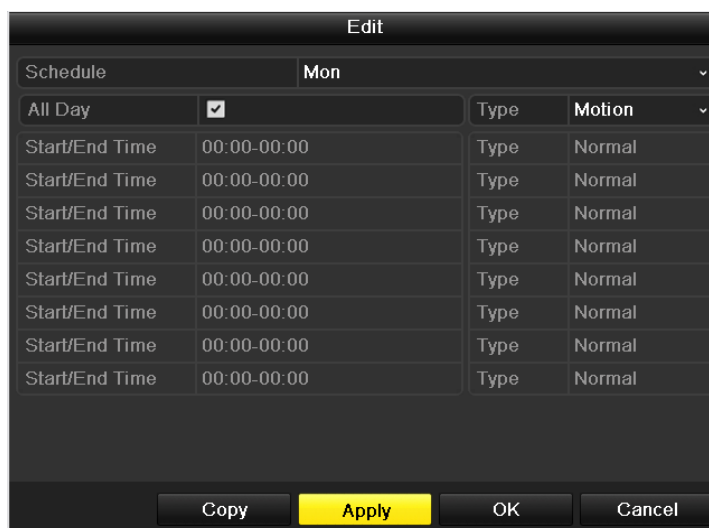 Edit
Schedule Mon
All Day Type Motion
Start/End Time 00:00-00:00 Type Normal
Start/End Time 00:00-00:00 Type Normal
Start/End Time 00:00-00:00 Type Normal
Start/End Time 00:00-00:00 Type Normal
Start/End Time 00:00-00:00 Type Normal
Start/End Time 00:00-00:00 Type Normal
Start/End Time 00:00-00:00 Type Normal
Start/End Time 00:00-00:00 Type Normal
Copy Apply OK Cancel